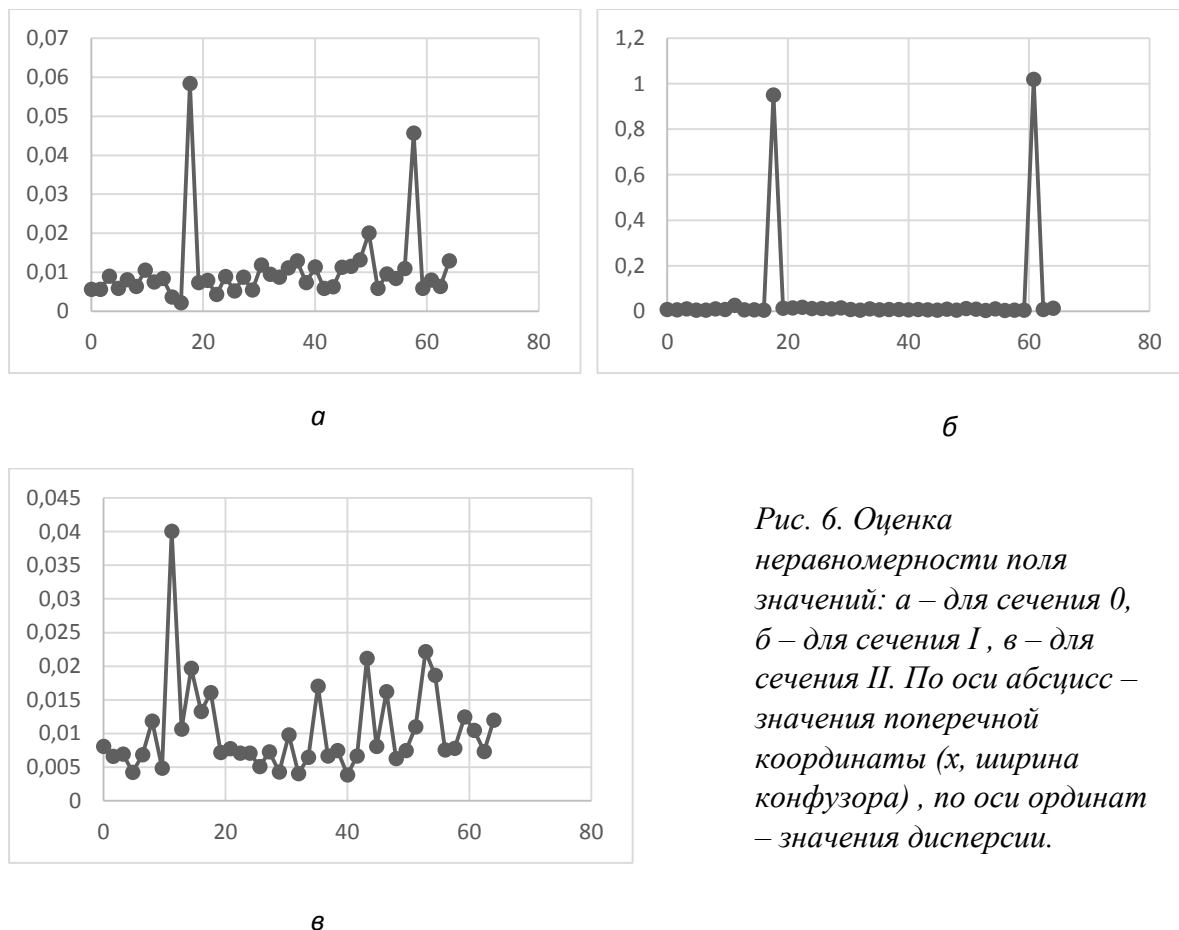 0,07
0,06
0,05
0,04
0,03
0,02
0,01
0
0 20 40 60 80
а
1,2
1
0,8
0,6
0,4
0,2
0
0 20 40 60 80
б
0,045
0,04
0,035
0,03
0,025
0,02
0,015
0,01
0,005
0
0 20 40 60 80
в
Рис. 6. Оценка
неравномерности поля
значений: а – для сечения 0,
б – для сечения I , в – для
сечения II. По оси абсцисс –
значения поперечной
координаты (x, ширина
конфузора) , по оси ординат
– значения дисперсии.